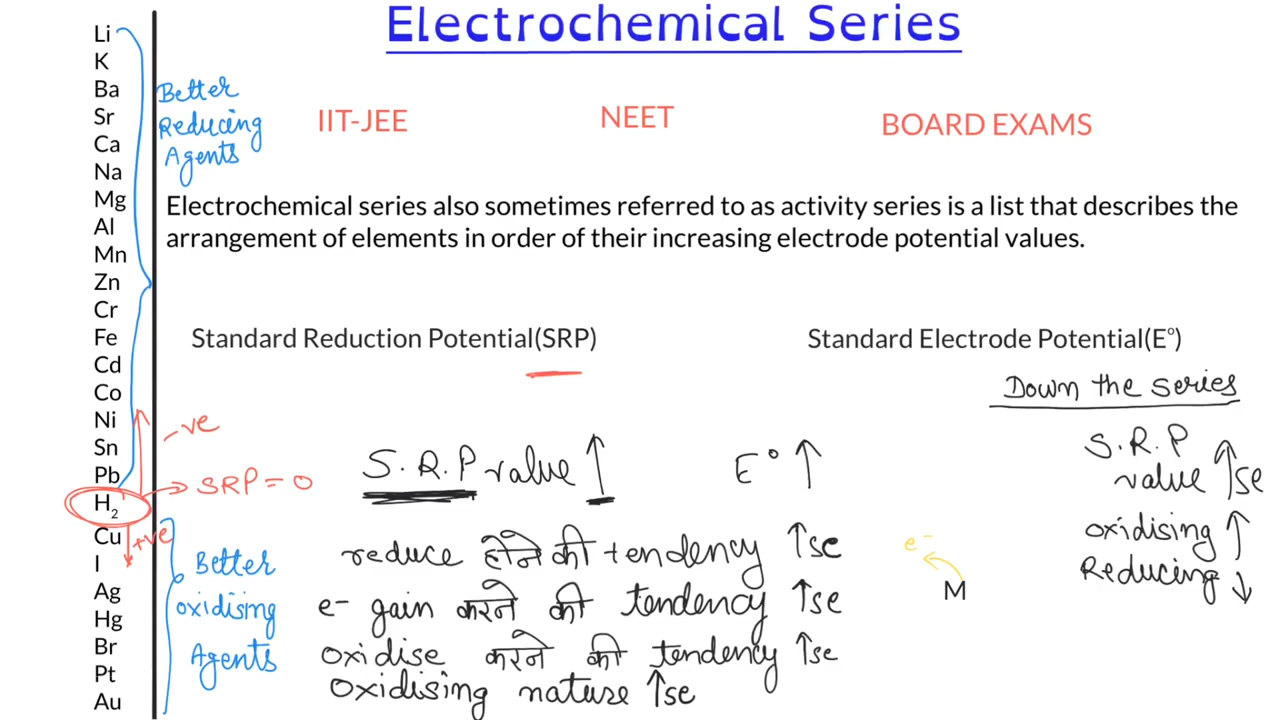 Electrochemical Series
IIT-JEE
NEET
BOARD EXAMS
Li
K
Ba
Sr
Ca
Na
Mg
Al
Mn
Zn
Cr
Fe
Cd
Co
Ni
Sn
Pb
H₂
Cu
I
Ag
Hg
Br
Pt
Au
Better
Reducing
Agents
Electrochemical series also sometimes referred to as activity series is a list that describes the
arrangement of elements in order of their increasing electrode potential values.
Standard Reduction Potential(SRP)
Standard Electrode Potential(E°)
-ve
SRP = 0
+ve
Better
oxidising
Agents
S.R.P value ↑
E° ↑
reduce होने की tendency ↑se
e- gain करने की tendency ↑se
oxidise करने की tendency ↑se
oxidising nature ↑se
e-
M
Down the series
S.R.P
value ↑se
oxidising ↑
Reducing ↓